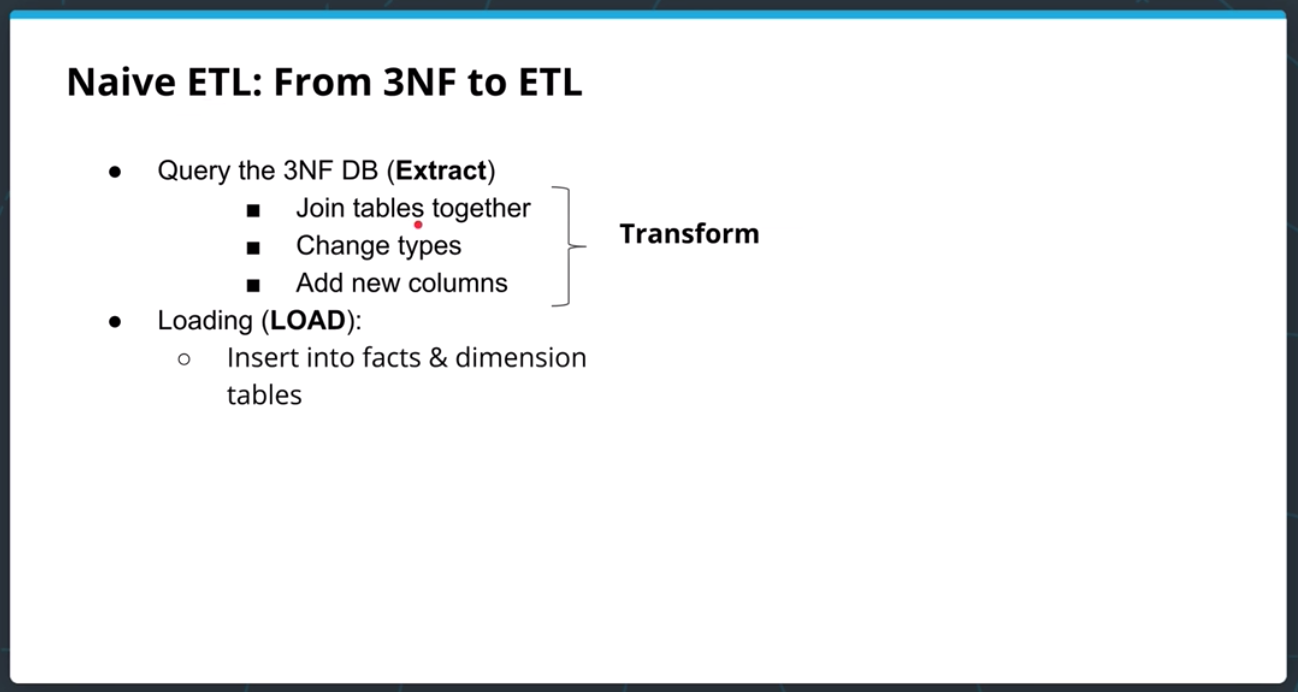 Naive ETL: From 3NF to ETL
● Query the 3NF DB (Extract)
■ Join tables together
■ Change types
■ Add new columns
Transform
● Loading (LOAD):
○ Insert into facts & dimension
tables